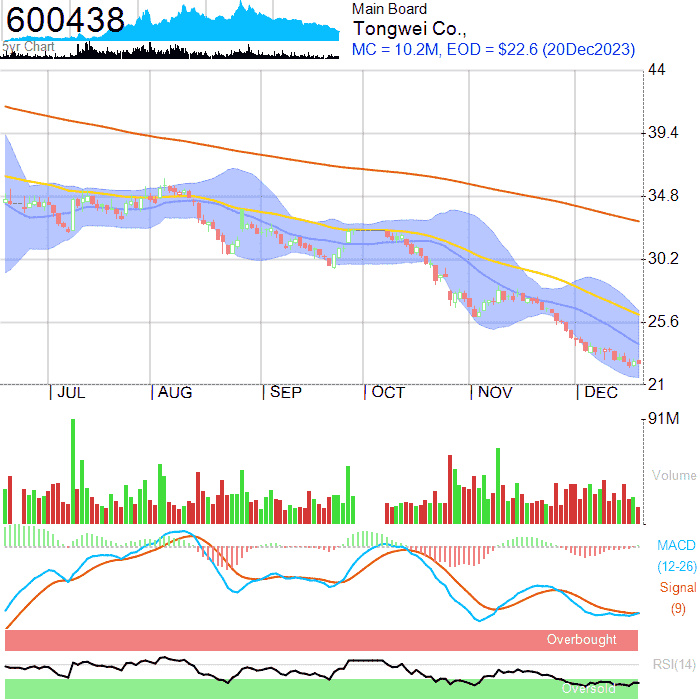 600438
5yr Chart
Main Board
Tongwei Co.,
MC = 10.2M, EOD = $22.6 (20Dec2023)
44
39.4
34.8
30.2
25.6
21
JUL
AUG
SEP
OCT
NOV
DEC
91M
Volume
MACD
(12-26)
Signal
(9)
Overbought
RSI(14)
Oversold